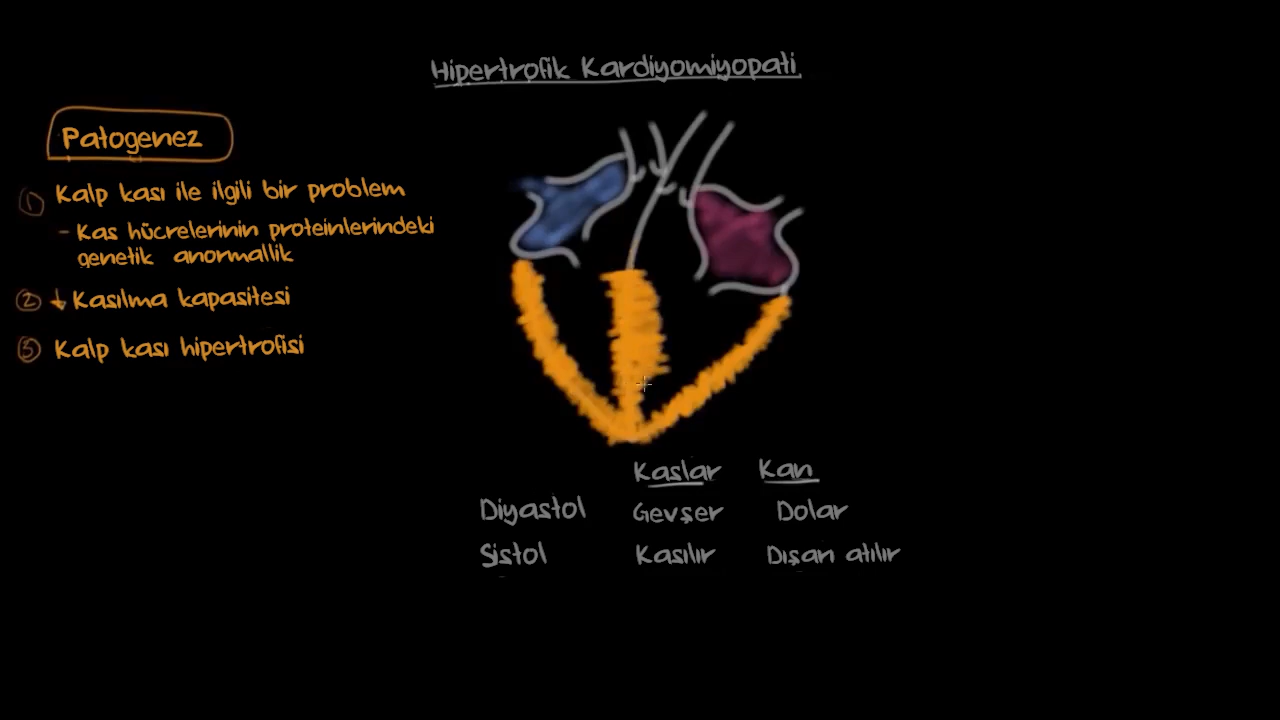 Hipertrofik Kardiyomiyopati
Patogenez
1 Kalp kası ile ilgili bir problem
- Kas hücrelerinin proteinlerindeki
genetik anormallik
2 ↓ Kasılma kapasitesi
3 Kalp kası hipertrofisi
Kaslar Kan
Diyastol Gevşer Dolar
Sistol Kasılır Dışarı atılır